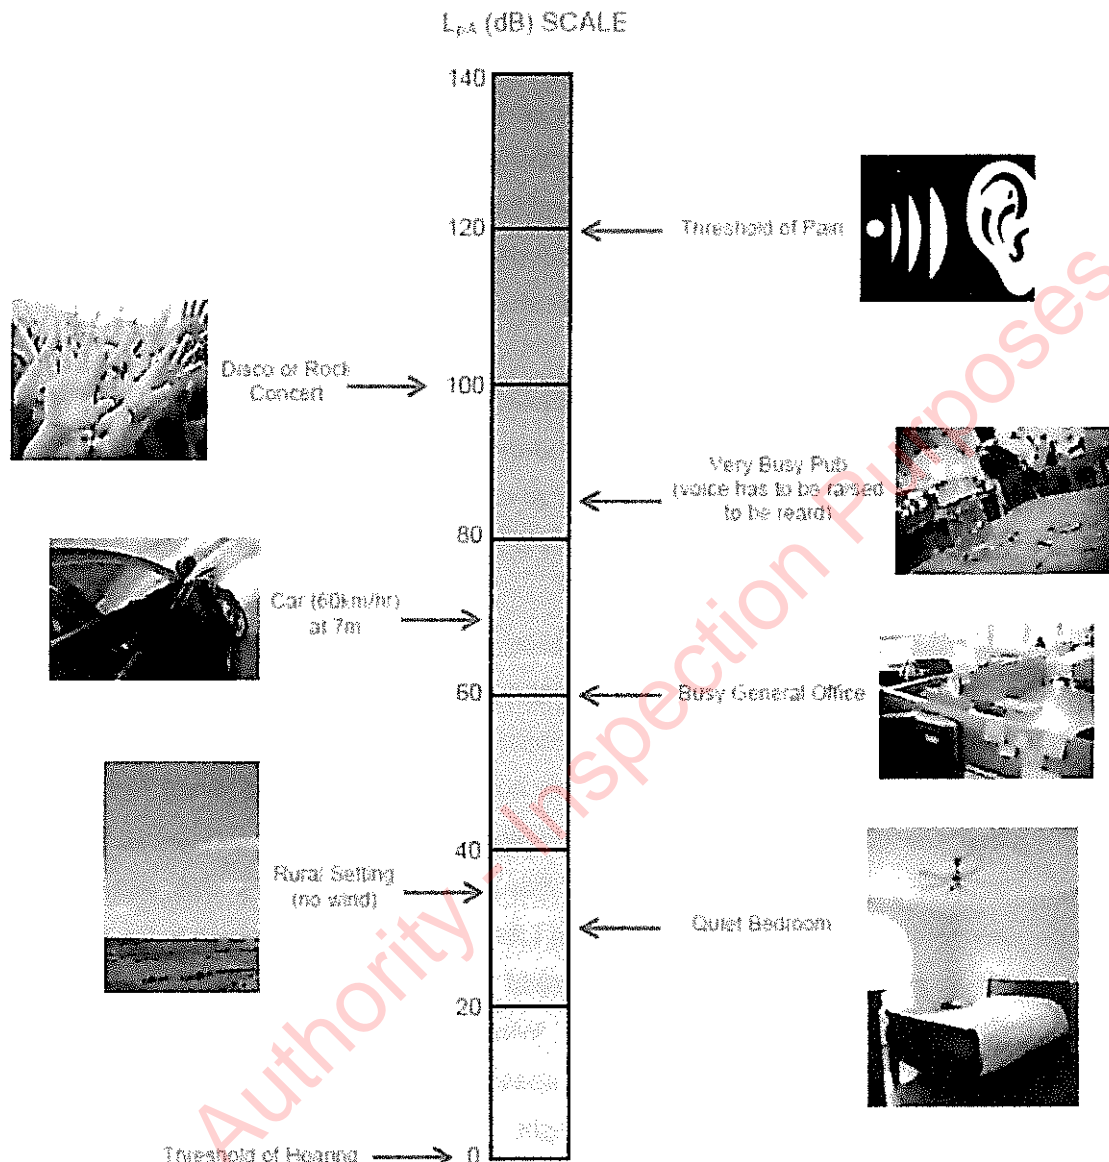 LpA (dB) SCALE
140
120
Threshold of Pain
Disco or Rock
Concert
100
Very Busy Pub
(voice has to be raised
to be reard)
80
Car (60km/hr)
at 7m
60
Busy General Office
40
Rural Setting
(no wind)
Quiet Bedroom
20
Threshold of Hearing
0
Authority - Inspection Purposes